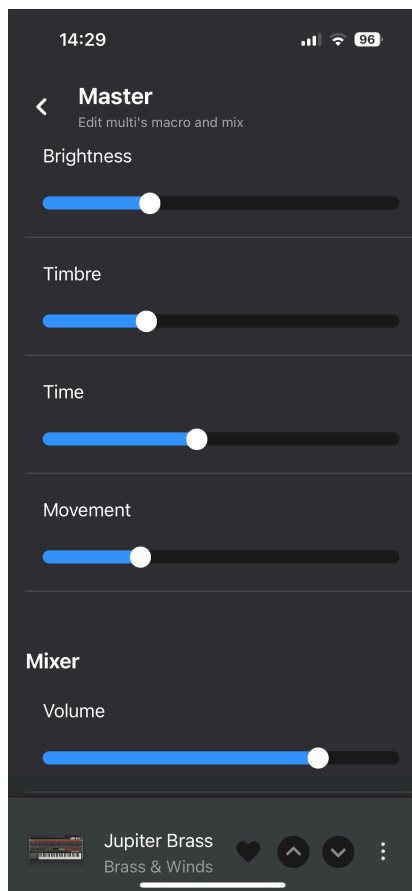 14:29
96
Master
Edit multi's macro and mix
Brightness
Timbre
Time
Movement
Mixer
Volume
Jupiter Brass
Brass & Winds